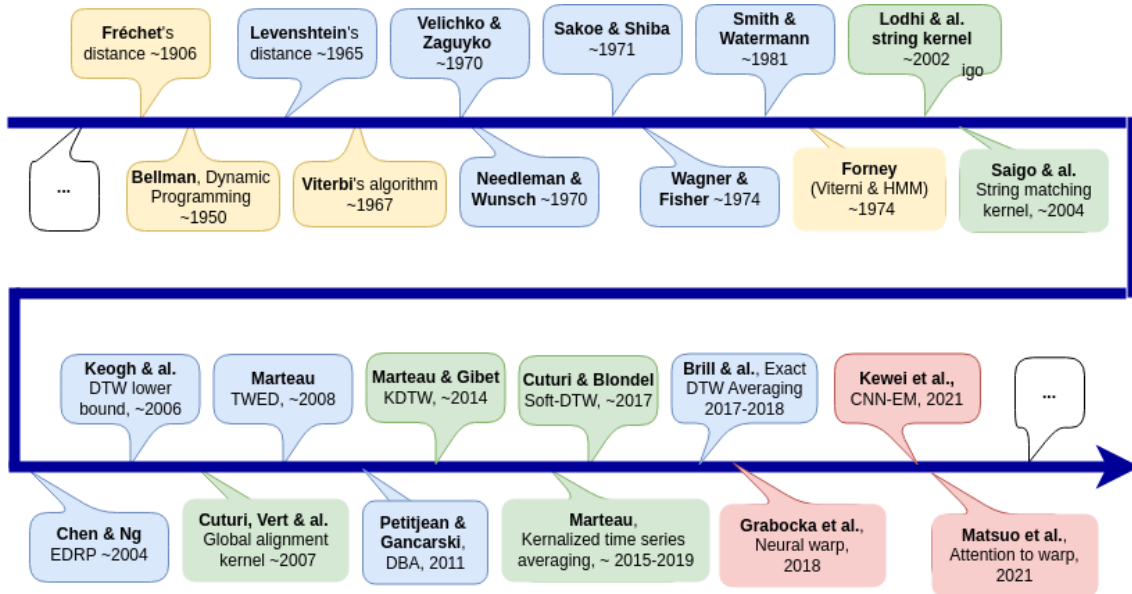 Fréchet's
distance ~1906
Levenshtein's
distance ~1965
Velichko &
Zaguyko
~1970
Sakoe & Shiba
~1971
Smith &
Watermann
~1981
Lodhi & al.
string kernel
~2002
igo
...
Bellman, Dynamic
Programming
~1950
Viterbi's algorithm
~1967
Needleman &
Wunsch ~1970
Wagner &
Fisher ~1974
Forney
(Viterni & HMM)
~1974
Saigo & al.
String matching
kernel, ~2004
Keogh & al.
DTW lower
bound, ~2006
Marteau
TWED, ~2008
Marteau & Gibet
KDTW, ~2014
Cuturi & Blondel
Soft-DTW, ~2017
Brill & al., Exact
DTW Averaging
2017-2018
Kewei et al.,
CNN-EM, 2021
...
Chen & Ng
EDRP ~2004
Cuturi, Vert & al.
Global alignment
kernel ~2007
Petitjean &
Gancarski,
DBA, 2011
Marteau,
Kernalized time series
averaging, ~ 2015-2019
Grabocka et al.,
Neural warp,
2018
Matsuo et al.,
Attention to warp,
2021